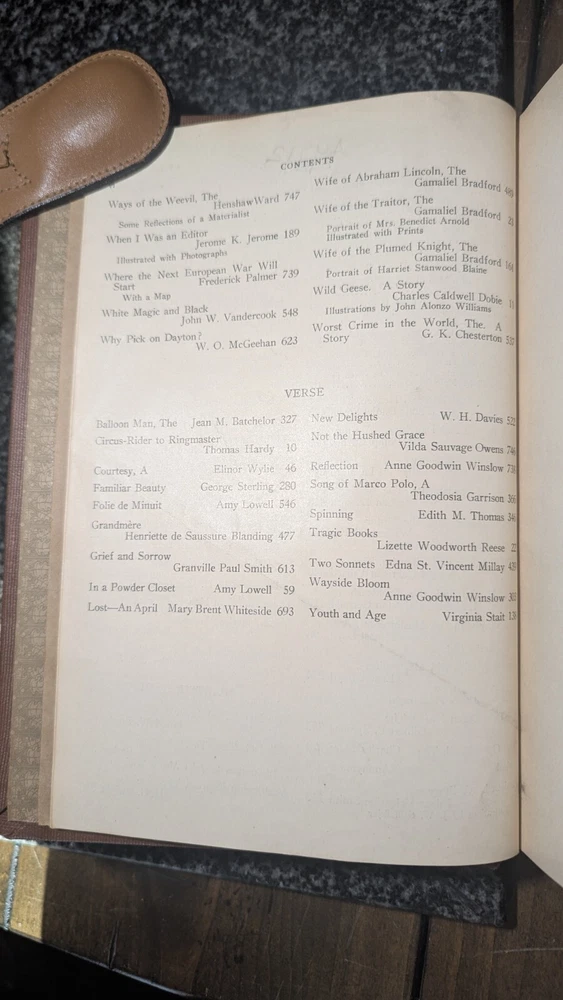 CONTENTS
Ways of the Weevil, The
Henshaw Ward 747
Some Reflections of a Materialist
When I Was an Editor
Jerome K. Jerome 189
Illustrated with Photographs
Where the Next European War Will
Start Frederick Palmer 739
With a Map
White Magic and Black
John W. Vandercook 548
Why Pick on Dayton?
W. O. McGeehan 623
Wife of Abraham Lincoln, The
Gamaliel Bradford
Wife of the Traitor, The
Gamaliel Bradford
Portrait of Mrs. Benedict Arnold
Illustrated with Prints
Wife of the Plumed Knight, The
Gamaliel Bradford
Portrait of Harriet Stanwood Blaine
Wild Geese. A Story
Charles Caldwell Dobie
Illustrations by John Alonzo Williams
Worst Crime in the World, The. A
Story G. K. Chesterton
VERSE
Balloon Man, The Jean M. Batchelor 327
Circus-Rider to Ringmaster
Thomas Hardy 10
Courtesy, A Elinor Wylie 46
Familiar Beauty George Sterling 280
Folie de Minuit Amy Lowell 546
Grandmère
Henriette de Saussure Blanding 477
Grief and Sorrow
Granville Paul Smith 613
In a Powder Closet Amy Lowell 59
Lost—An April Mary Brent Whiteside 693
New Delights W. H. Davies
Not the Hushed Grace
Vilda Sauvage Owens
Reflection Anne Goodwin Winslow
Song of Marco Polo, A
Theodosia Garrison
Spinning Edith M. Thomas
Tragic Books
Lizette Woodworth Reese
Two Sonnets Edna St. Vincent Millay
Wayside Bloom
Anne Goodwin Winslow
Youth and Age Virginia Stait